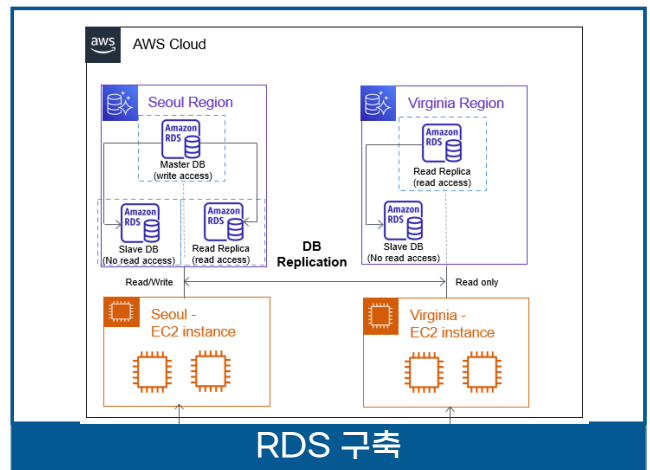 aws
AWS Cloud
Seoul Region
Amazon
RDS
Master DB
(write access)
Amazon
RDS
Slave DB
(No read access)
Amazon
RDS
Read Replica
(read access)
Virginia Region
Amazon
RDS
Read Replica
(read access)
Amazon
RDS
Slave DB
(No read access)
DB
Replication
Read/Write
Read only
Seoul -
EC2 instance
Virginia -
EC2 instance
RDS 구축